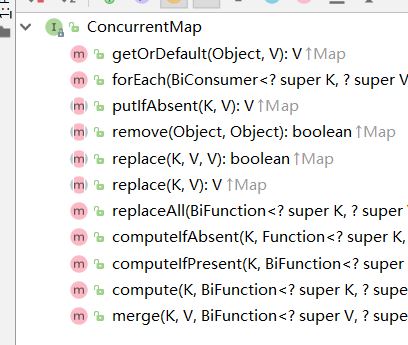 ConcurrentMap
getOrDefault(Object, V): V ↑Map
forEach(BiConsumer<? super K, ? super V
putIfAbsent(K, V): V ↑Map
remove(Object, Object): boolean ↑Map
replace(K, V, V): boolean ↑Map
replace(K, V): V ↑Map
replaceAll(BiFunction<? super K, ? super
computeIfAbsent(K, Function<? super K,
computeIfPresent(K, BiFunction<? super
compute(K, BiFunction<? super K, ? supe
merge(K, V, BiFunction<? super V, ? supe